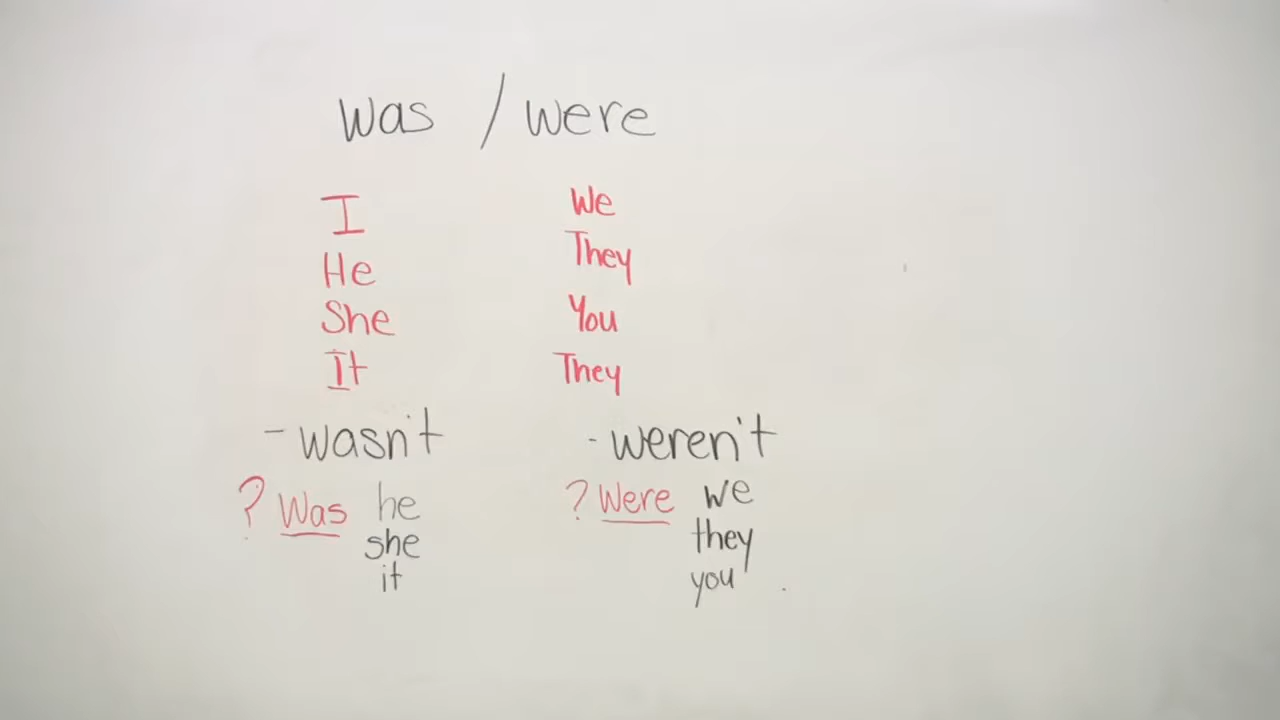 was / were
I We
He They
She You
It They
- wasn't - weren't
? Was he ? Were we
she they
it you